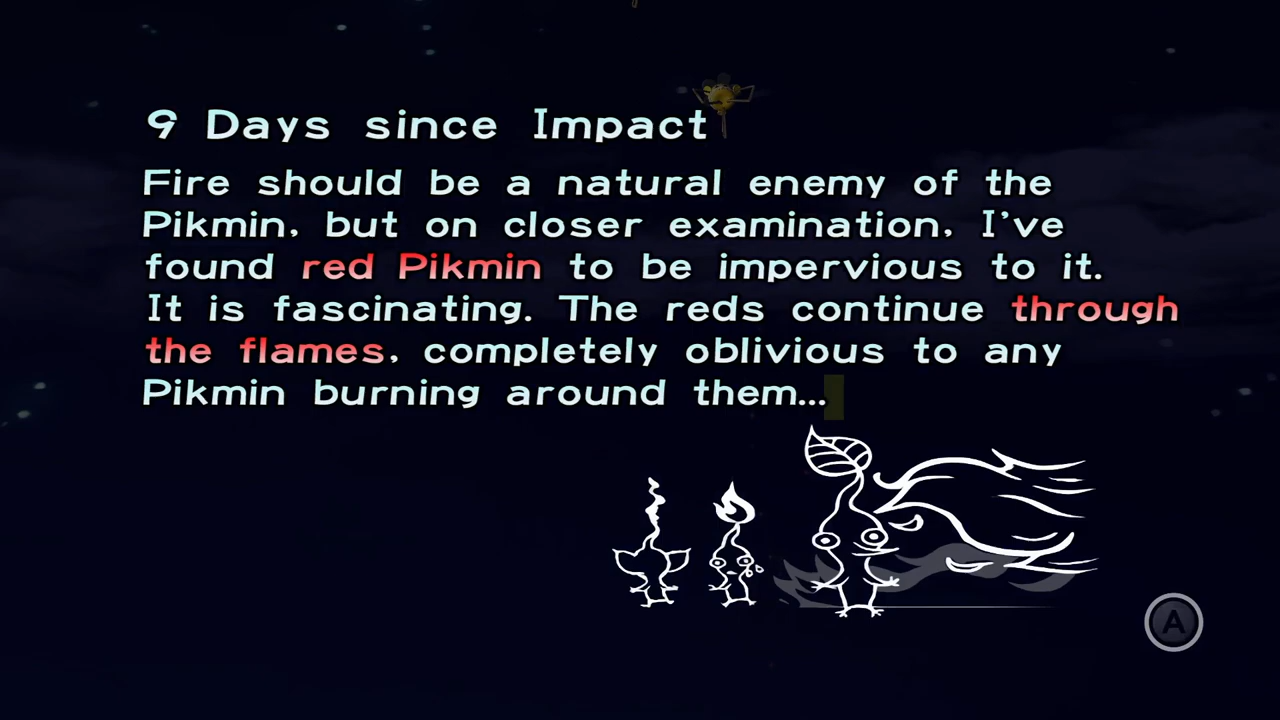 9 Days since Impact
Fire should be a natural enemy of the
Pikmin, but on closer examination, I've
found red Pikmin to be impervious to it.
It is fascinating. The reds continue through
the flames, completely oblivious to any
Pikmin burning around them...
A